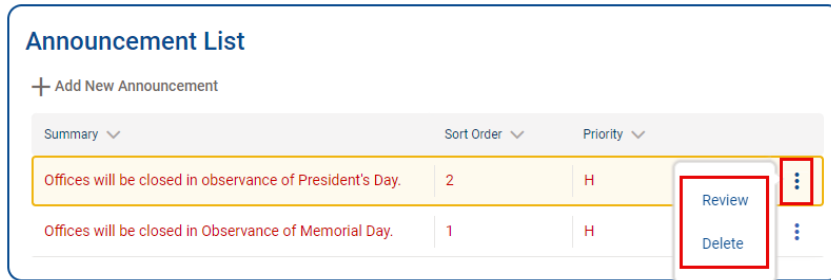 Announcement List
Add New Announcement
Summary Sort Order Priority
Offices will be closed in observance of President's Day. 2 H
Review
Offices will be closed in Observance of Memorial Day. 1 H
Delete